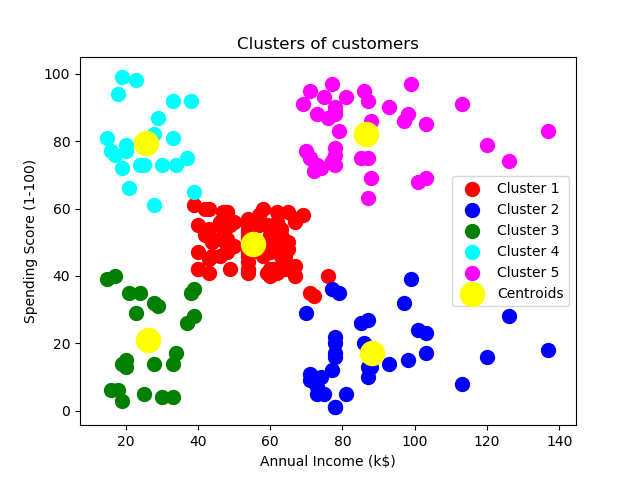 Clusters of customers
100
80
60
40
20
0
Spending Score (1-100)
Cluster 1
Cluster 2
Cluster 3
Cluster 4
Cluster 5
Centroids
20 40 60 80 100 120 140
Annual Income (k$)